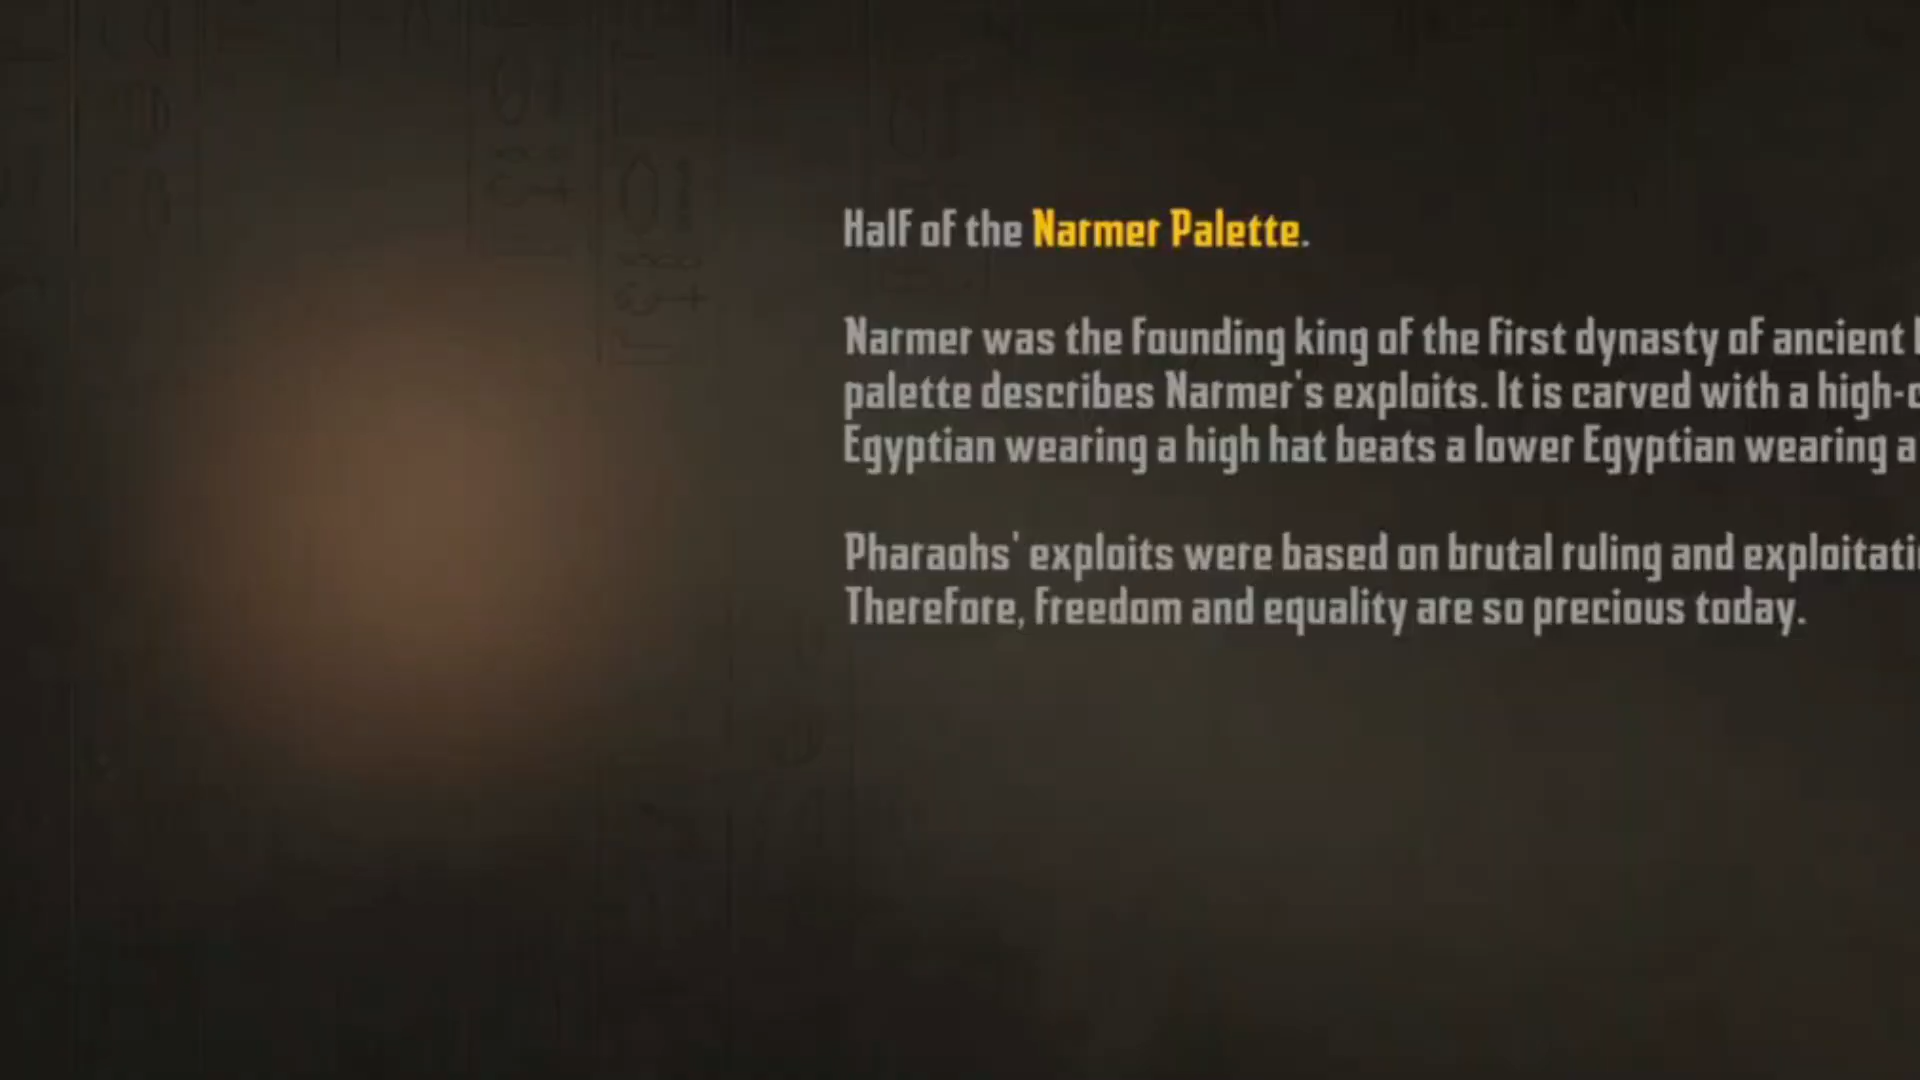 Half of the Narmer Palette.
Narmer was the founding king of the first dynasty of ancient
palette describes Narmer's exploits. It is carved with a
Egyptian wearing a high hat beats a lower Egyptian wearing a
Pharaohs' exploits were based on brutal ruling and
Therefore, freedom and equality are so precious today.